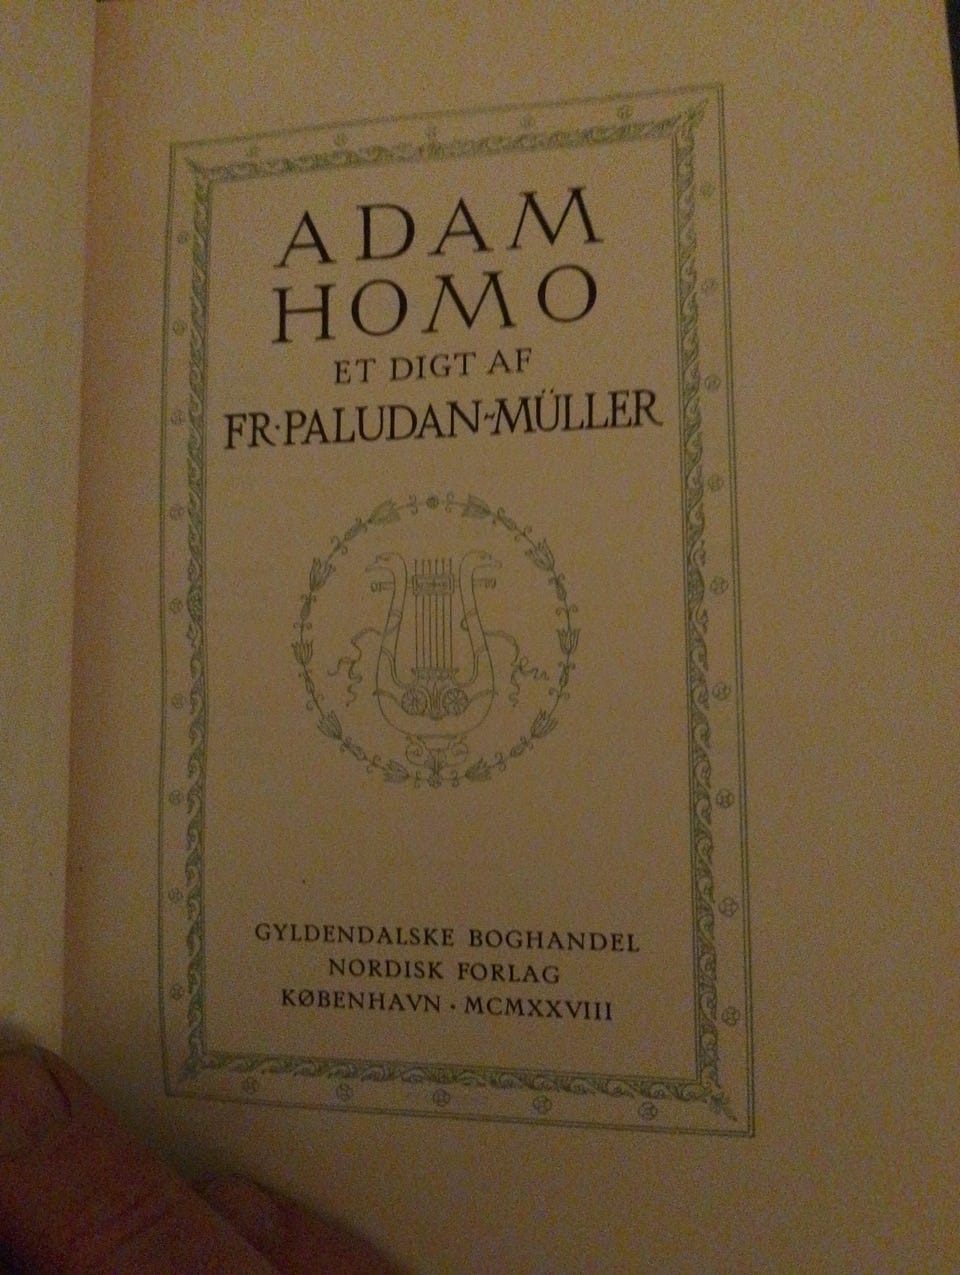 ADAM
HOMO
ET DIGT AF
FR·PALUDAN-MÜLLER
GYLDENDALSKE BOGHANDEL
NORDISK FORLAG
KØBENHAVN · MCMXXVIII